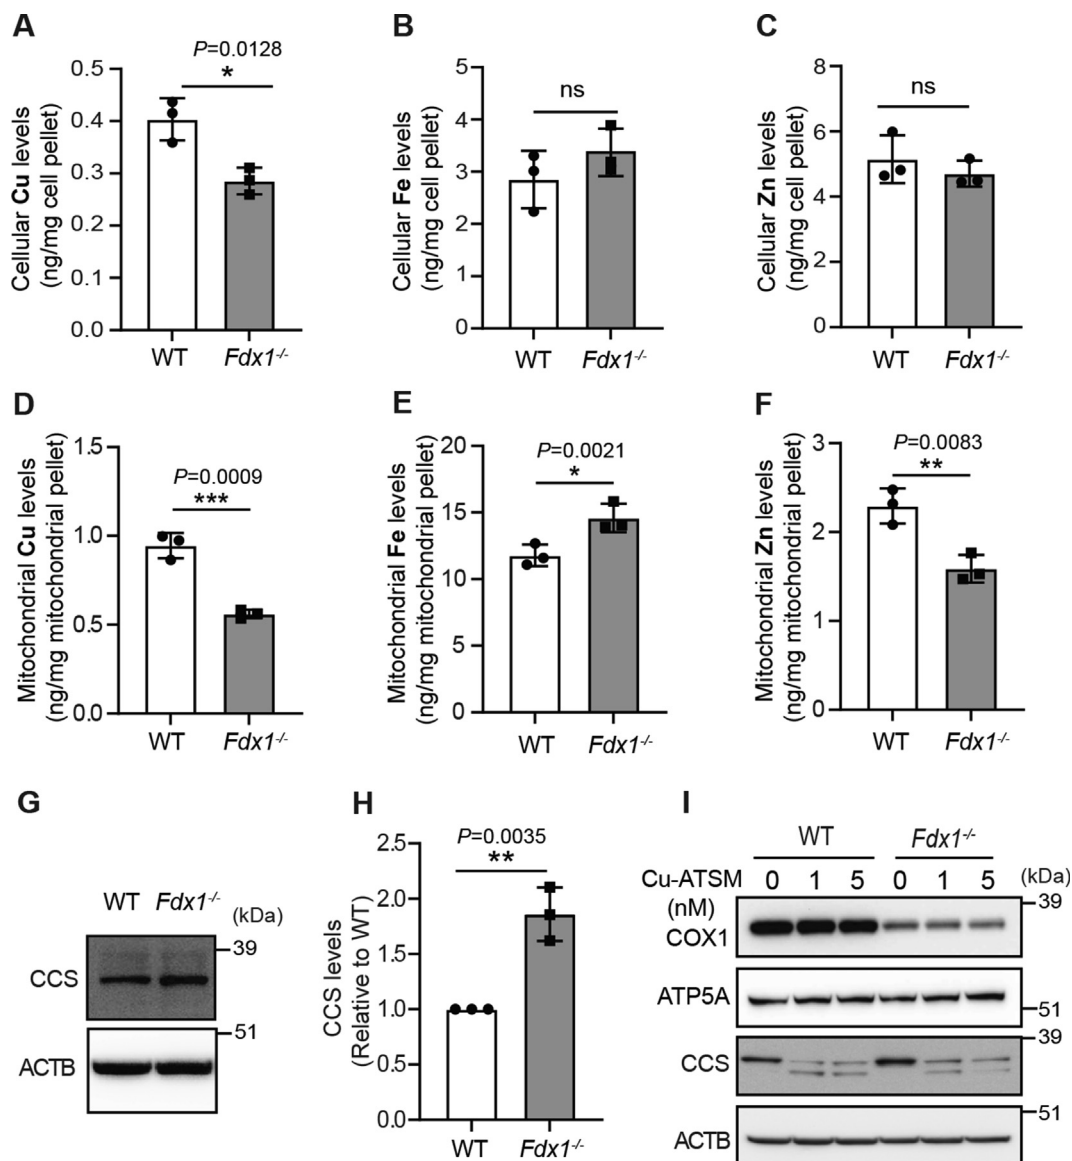 A
P=0.0128
*
Cellular Cu levels
(ng/mg cell pellet)
0.5
0.4
0.3
0.2
0.1
0.0
WT
Fdx1-/-
B
ns
Cellular Fe levels
(ng/mg cell pellet)
5
4
3
2
1
0
WT
Fdx1-/-
C
ns
Cellular Zn levels
(ng/mg cell pellet)
8
6
4
2
0
WT
Fdx1-/-
D
P=0.0009
***
Mitochondrial Cu levels
(ng/mg mitochondrial pellet)
1.5
1.0
0.5
0.0
WT
Fdx1-/-
E
P=0.0021
*
Mitochondrial Fe levels
(ng/mg mitochondrial pellet)
20
15
10
5
0
WT
Fdx1-/-
F
P=0.0083
**
Mitochondrial Zn levels
(ng/mg mitochondrial pellet)
3
2
1
0
WT
Fdx1-/-
G
WT Fdx1-/- (kDa)
CCS
39
51
ACTB
H
P=0.0035
**
CCS levels
(Relative to WT)
2.5
2.0
1.5
1.0
0.5
0.0
WT
Fdx1-/-
I
WT Fdx1-/-
Cu-ATSM 0 1 5 0 1 5 (kDa)
(nM)
39
COX1
ATP5A
51
39
CCS
51
ACTB